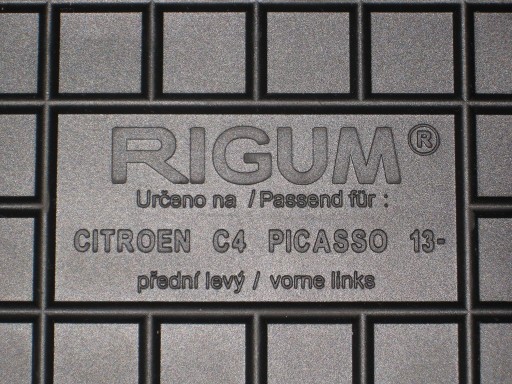 RIGUM®
Určeno na / Passend für :
CITROEN C4 PICASSO 13-
přední levý / vorne links